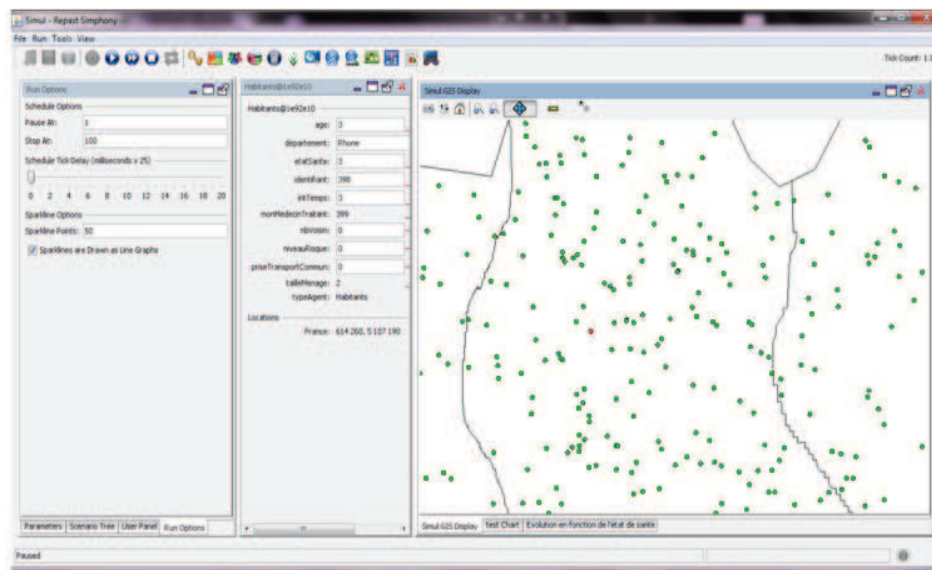 Simul - Repast Simphony
File Run Tools View
Tick Count: 1.0
Run Options
Schedule Options
Pause At:
Stop At: 100
Schedule Tick Delay (milliseconds x 25)
0 2 4 6 8 10 12 14 16 18 20
Sparkline Options
Sparkline Points: 50
Sparklines are Drawn as Line Graphs
Parameters Scenario Tree User Panel Run Options
Habitants@1e92e10
Habitants@1e92e10
age: 3
departement: Rhone
etatSante: 3
identifiant: 398
intTemps: 3
monMedecinTraitant: 399
nbVoisin: 0
niveauRisque: 0
priseTransportCommun: 0
tailleMenage: 2
typeAgent: Habitants
Locations
France: 614 260, 5 107 190
Simul GIS Display
Simul GIS Display test Chart Evolution en fonction de l'etat de sante
Paused